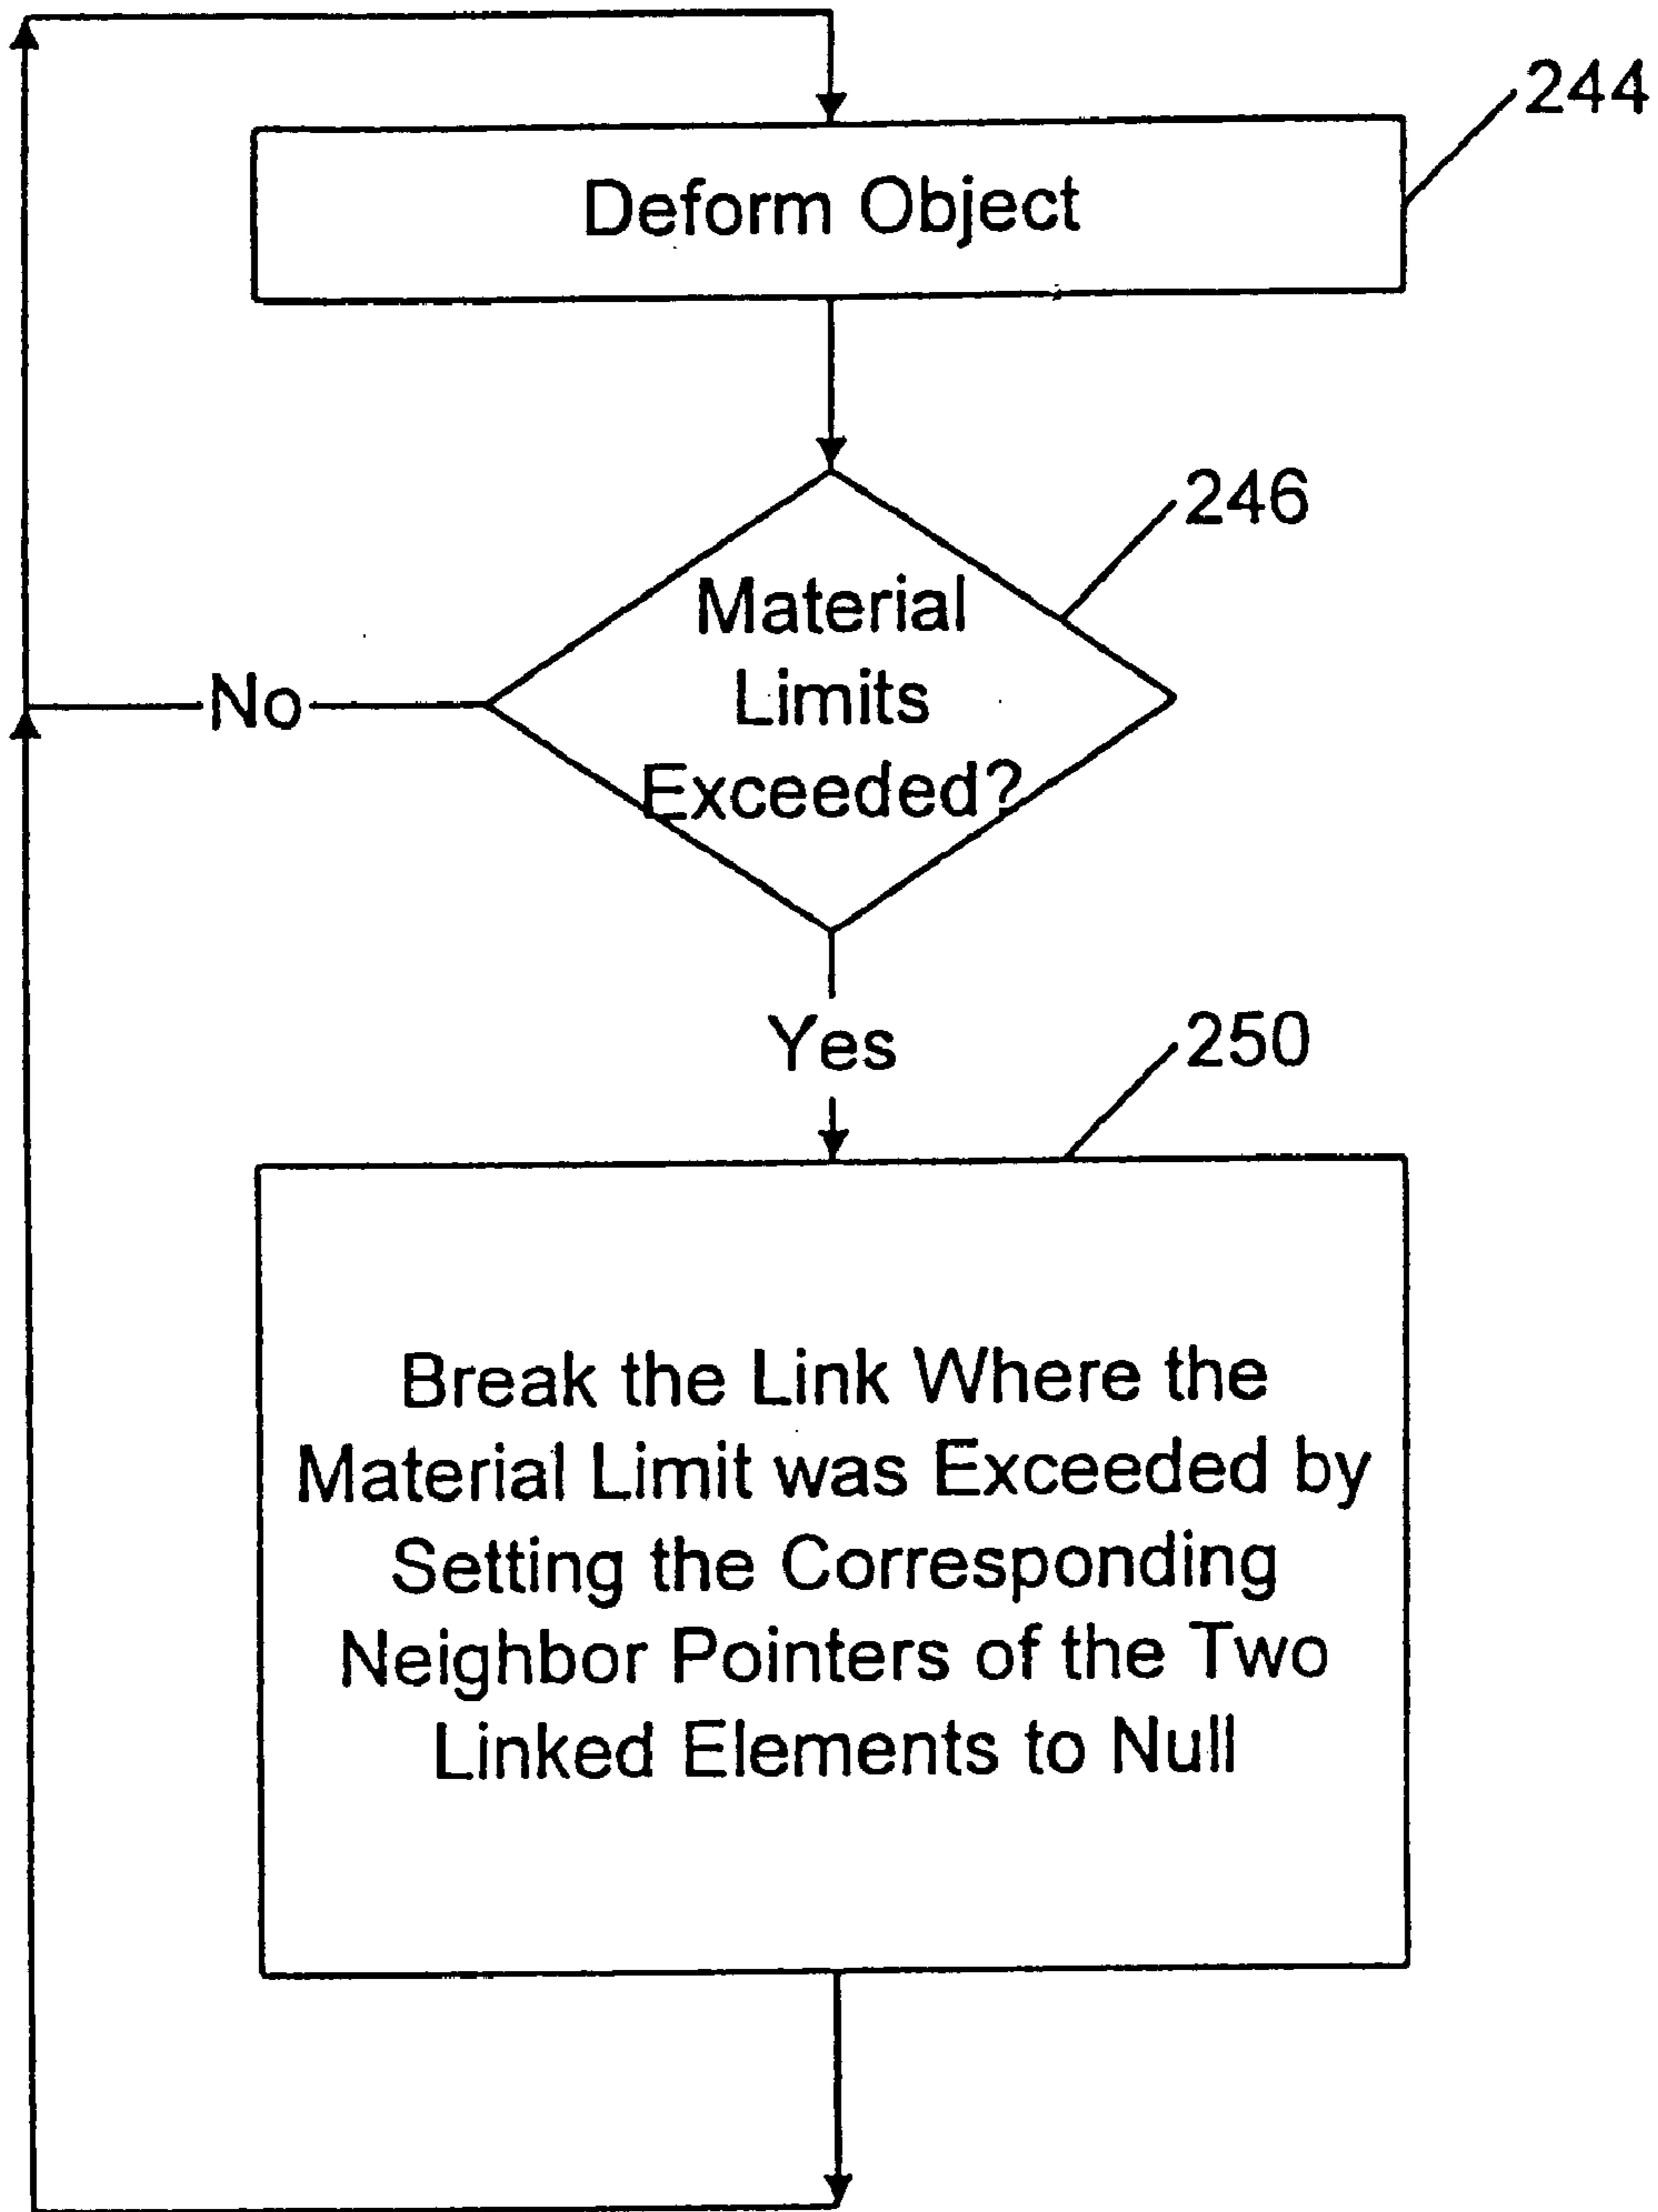 244
Deform Object
246
Material
Limits
Exceeded?
No
Yes
250
Break the Link Where the
Material Limit was Exceeded by
Setting the Corresponding
Neighbor Pointers of the Two
Linked Elements to Null